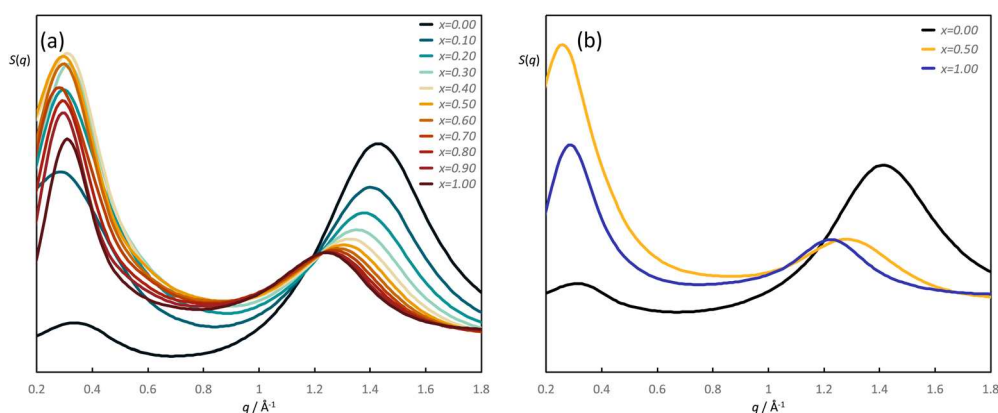 (a)
S(q)
x=0.00
x=0.10
x=0.20
x=0.30
x=0.40
x=0.50
x=0.60
x=0.70
x=0.80
x=0.90
x=1.00
0.2 0.4 0.6 0.8 1 1.2 1.4 1.6 1.8
q / Å-1
(b)
S(q)
x=0.00
x=0.50
x=1.00
0.2 0.4 0.6 0.8 1 1.2 1.4 1.6 1.8
q / Å-1